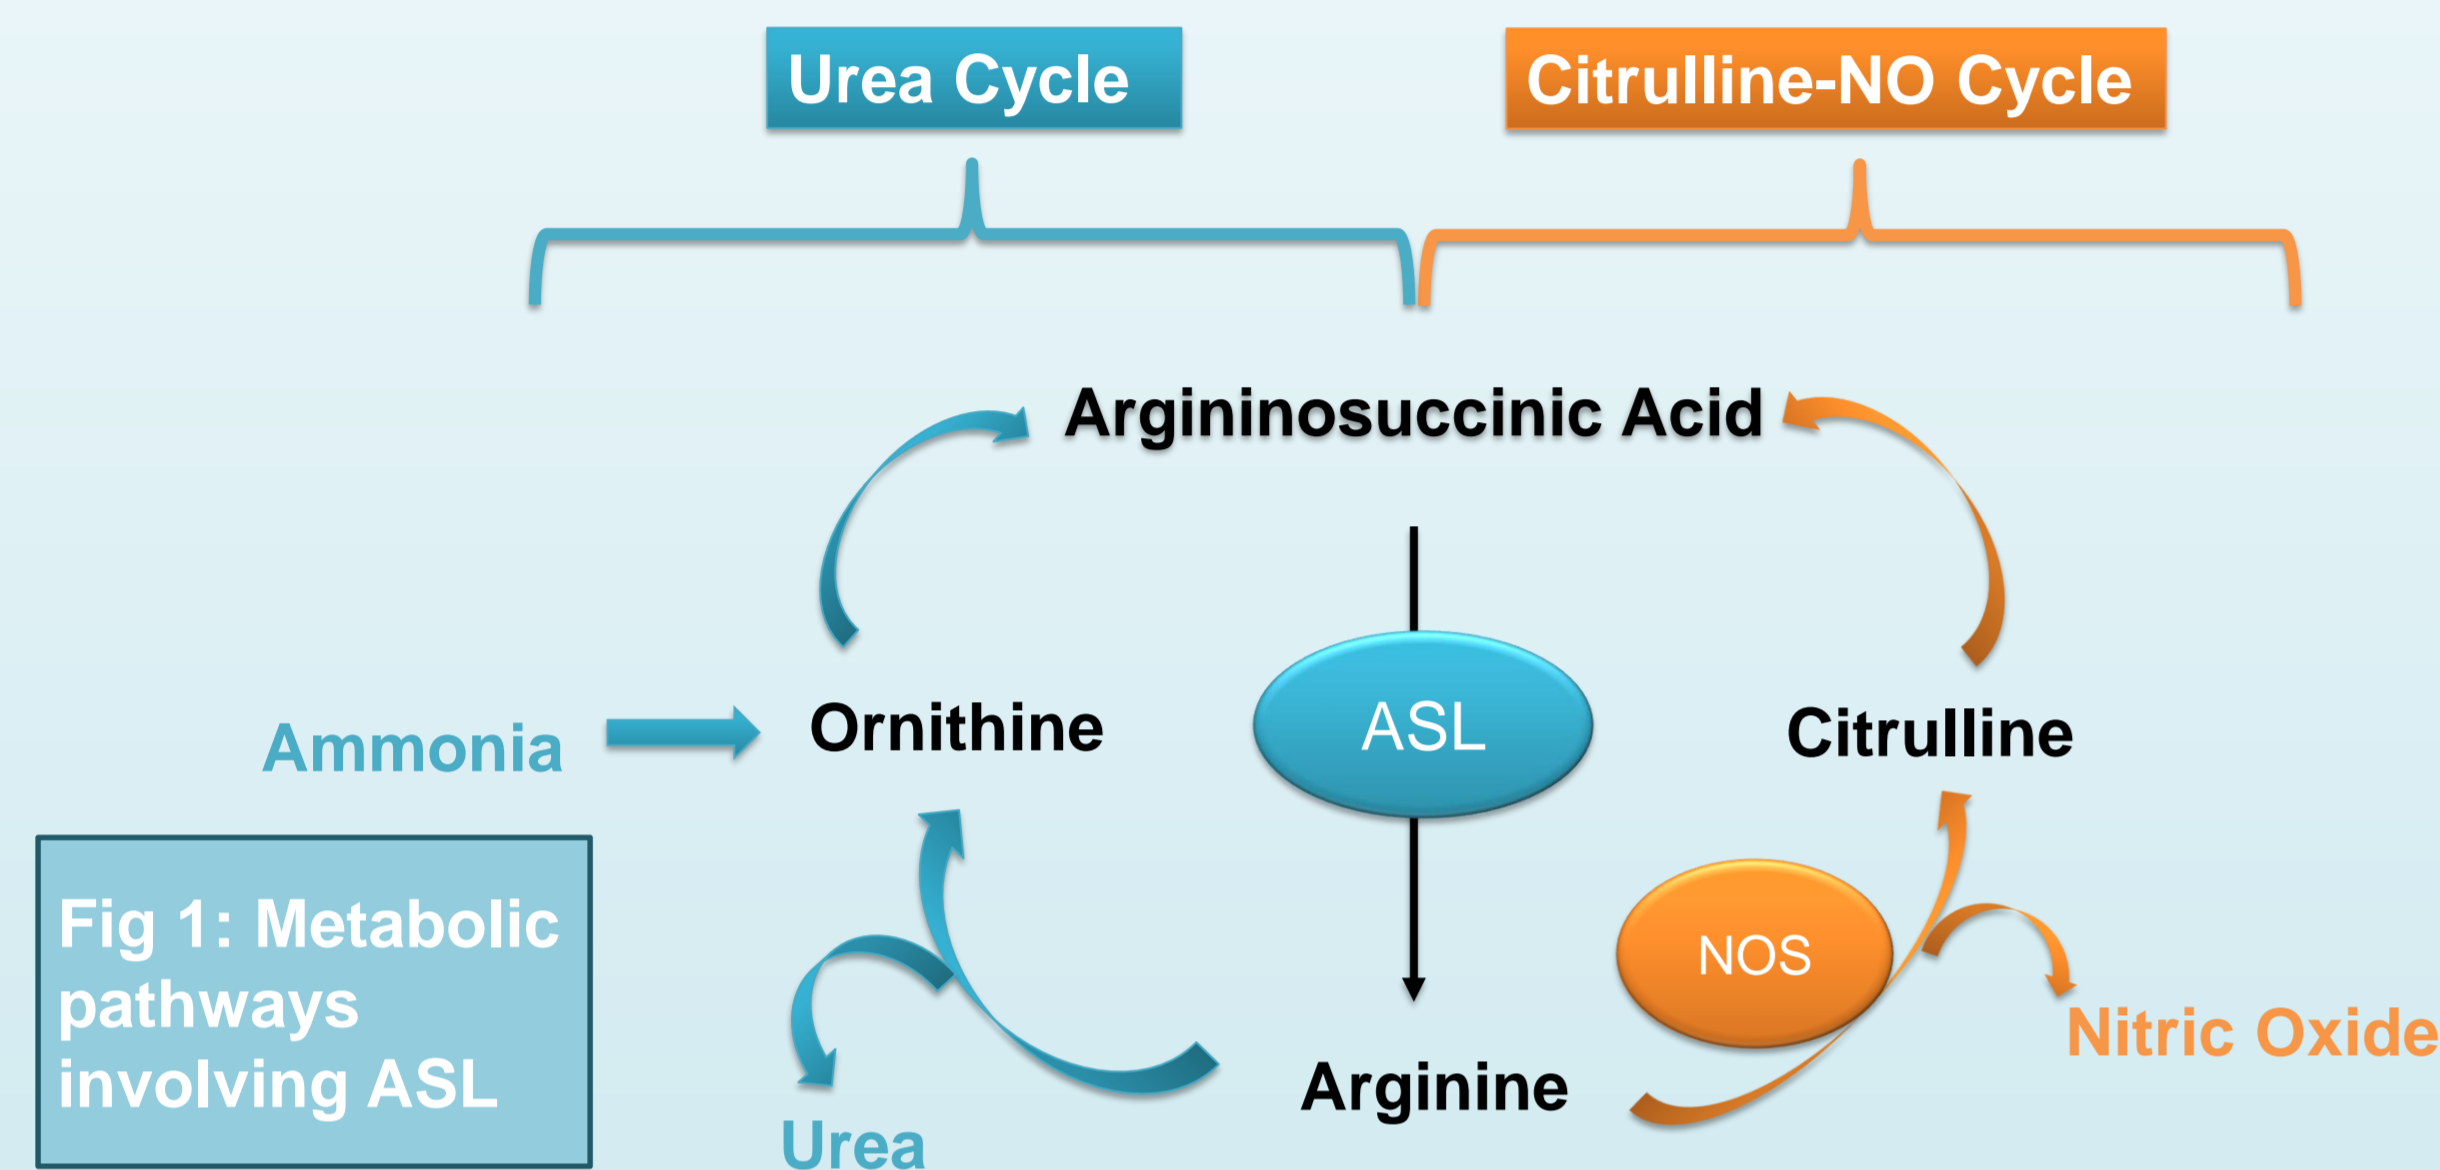 Urea Cycle
Citrulline-NO Cycle
Argininosuccinic Acid
Ammonia
Ornithine
ASL
Citrulline
NOS
Nitric Oxide
Arginine
Urea
Fig 1: Metabolic
pathways
involving ASL